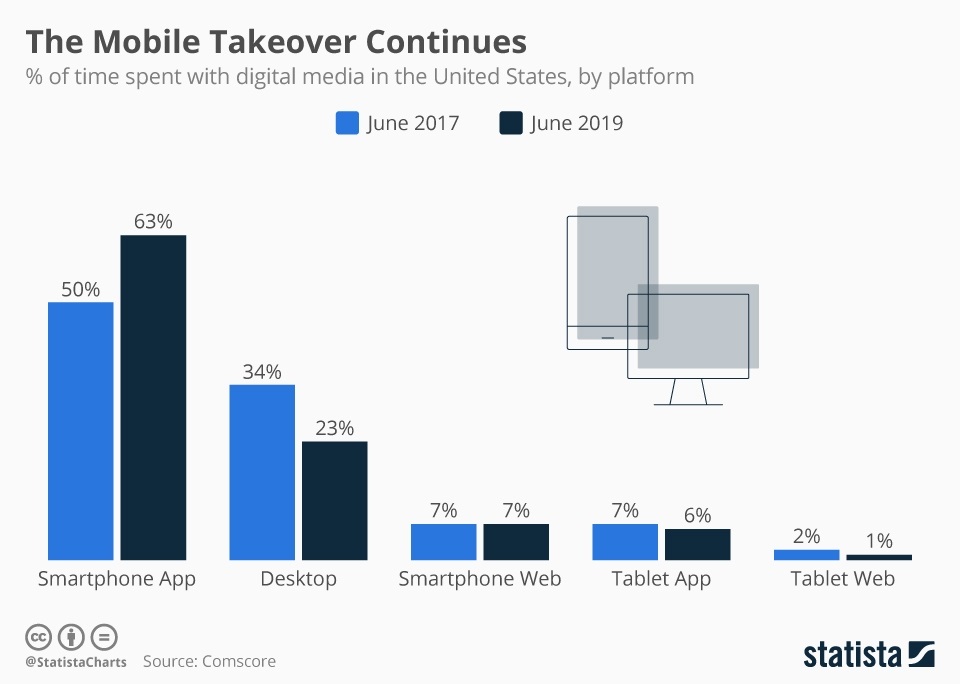 The Mobile Takeover Continues
% of time spent with digital media in the United States, by platform
June 2017 June 2019
63%
50%
34%
23%
7% 7% 7% 6% 2% 1%
Smartphone App Desktop Smartphone Web Tablet App Tablet Web
cc
@StatistaCharts Source: Comscore
statista